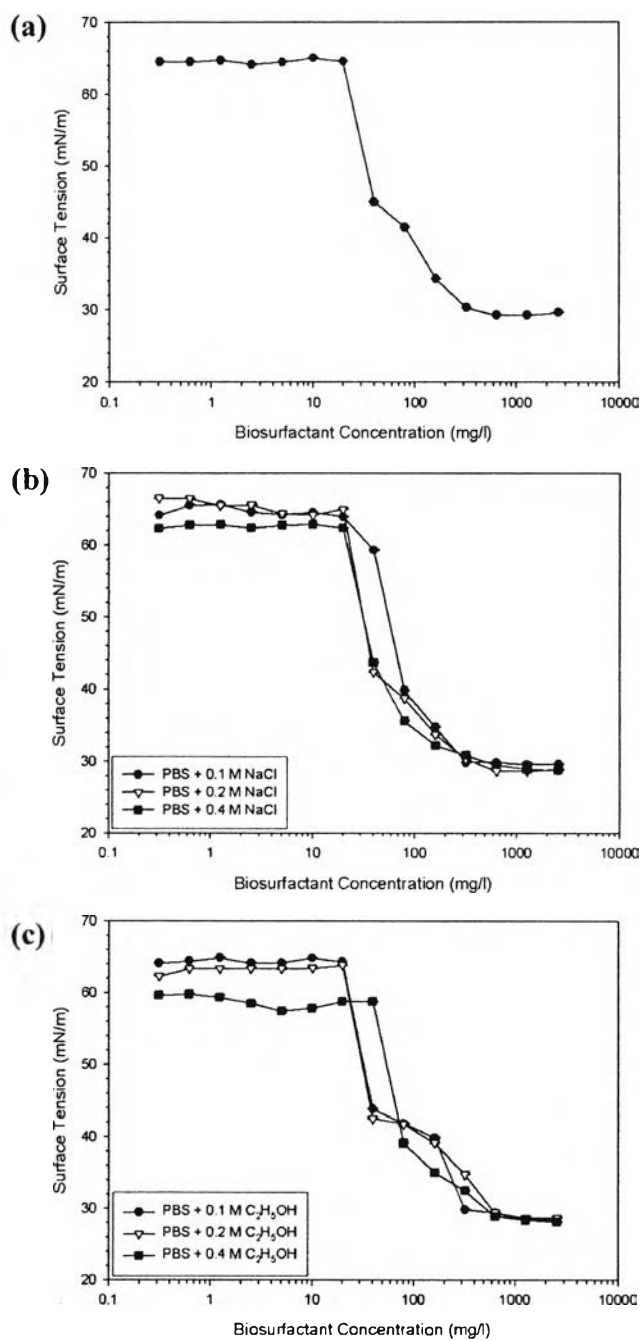 (a)
70
60
50
40
30
20
Surface Tension (mN/m)
0.1 1 10 100 1000 10000
Biosurfactant Concentration (mg/l)
(b)
70
60
50
40
30
20
Surface Tension (mN/m)
PBS + 0.1 M NaCl
PBS + 0.2 M NaCl
PBS + 0.4 M NaCl
0.1 1 10 100 1000 10000
Biosurfactant Concentration (mg/l)
(c)
70
60
50
40
30
20
Surface Tension (mN/m)
PBS + 0.1 M C₂H₅OH
PBS + 0.2 M C₂H₅OH
PBS + 0.4 M C₂H₅OH
0.1 1 10 100 1000 10000
Biosurfactant Concentration (mg/l)